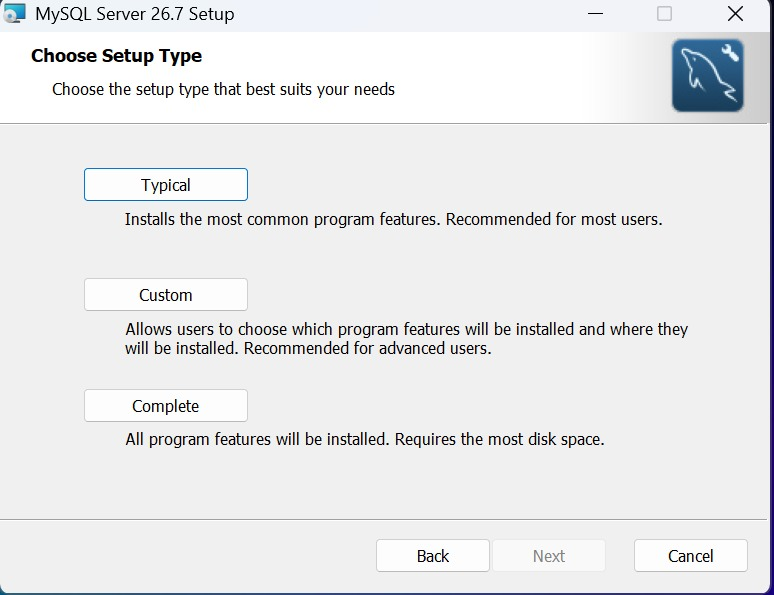 MySQL Server 26.7 Setup
Choose Setup Type
Choose the setup type that best suits your needs
Typical
Installs the most common program features. Recommended for most users.
Custom
Allows users to choose which program features will be installed and where they
will be installed. Recommended for advanced users.
Complete
All program features will be installed. Requires the most disk space.
Back Next Cancel